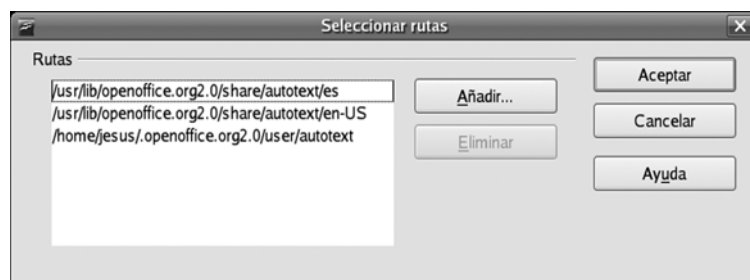 Seleccionar rutas
Rutas
/usr/lib/openoffice.org2.0/share/autotext/es
/usr/lib/openoffice.org2.0/share/autotext/en-US
/home/jesus/.openoffice.org2.0/user/autotext
Añadir...
Eliminar
Aceptar
Cancelar
Ayuda